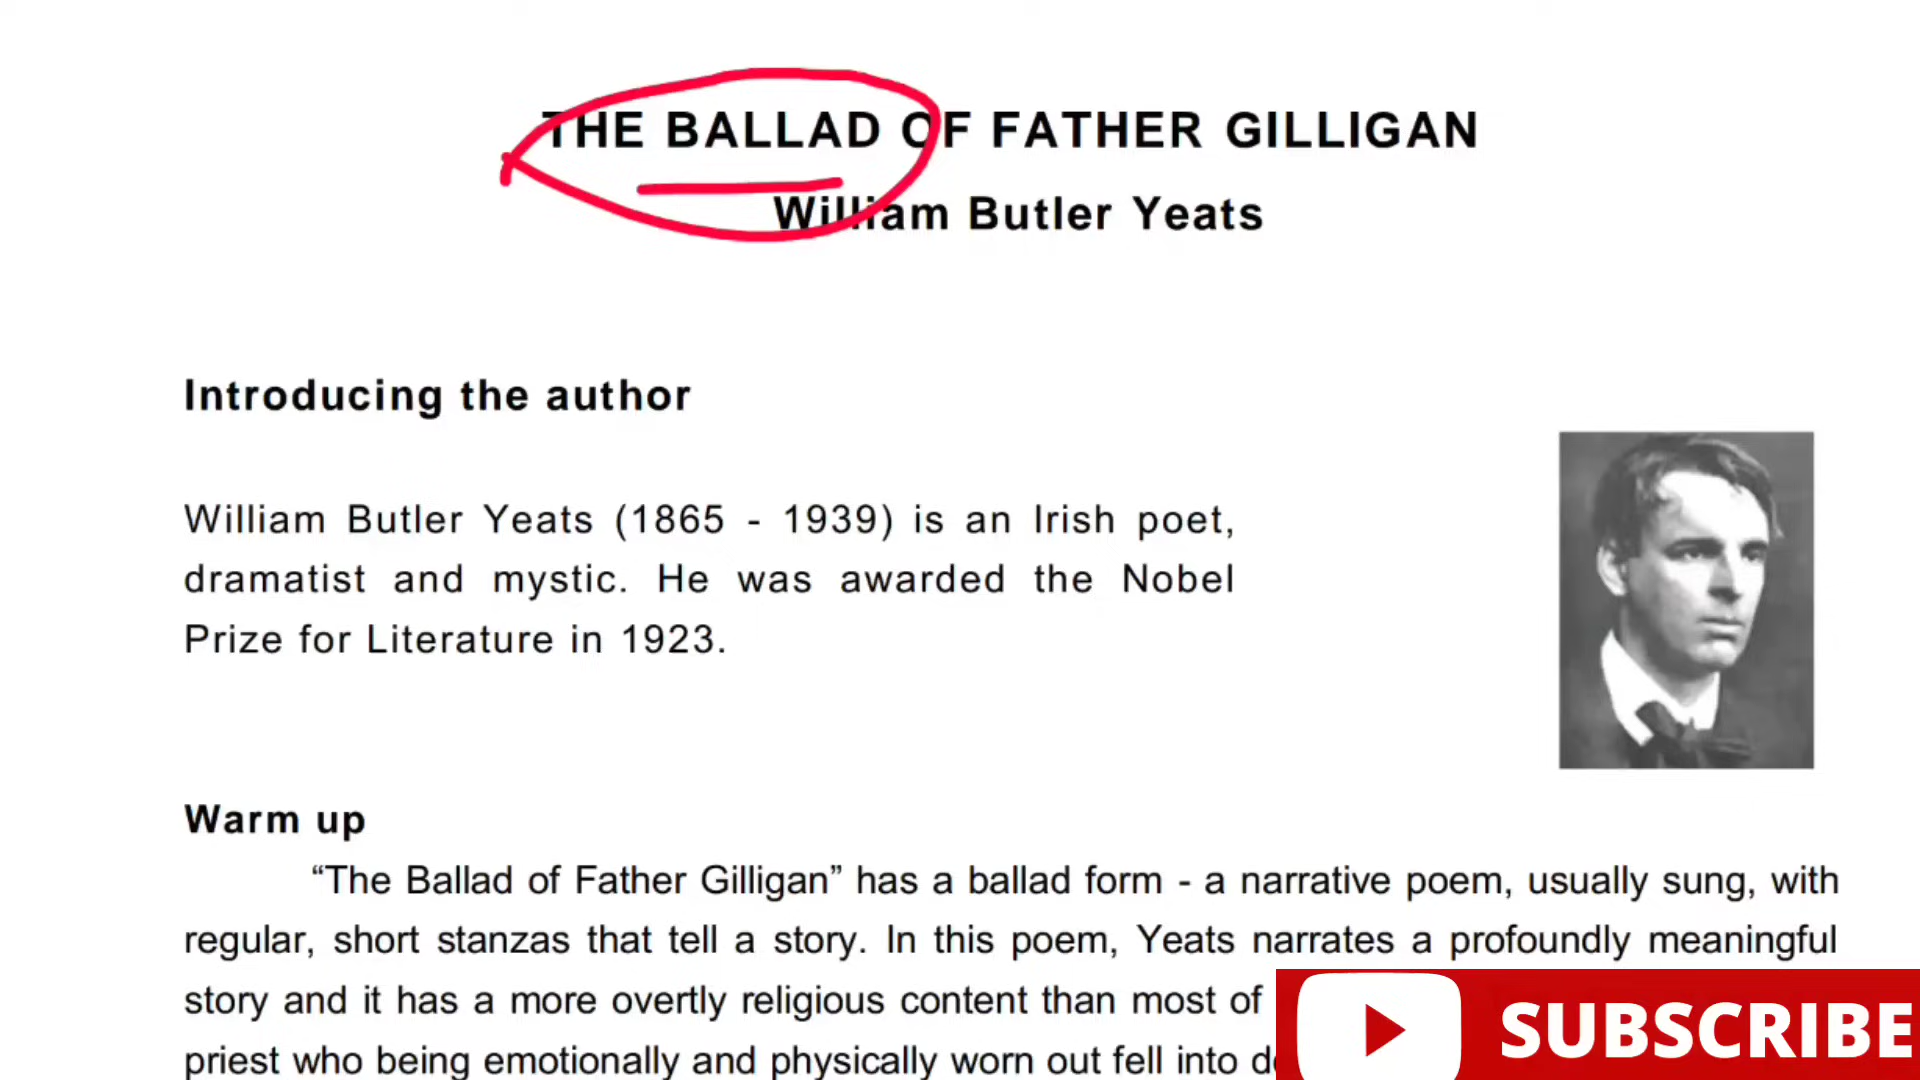 THE BALLAD OF FATHER GILLIGAN
William Butler Yeats
Introducing the author
William Butler Yeats (1865 - 1939) is an Irish poet,
dramatist and mystic. He was awarded the Nobel
Prize for Literature in 1923.
Warm up
“The Ballad of Father Gilligan” has a ballad form - a narrative poem, usually sung, with
regular, short stanzas that tell a story. In this poem, Yeats narrates a profoundly meaningful
story and it has a more overtly religious content than most of
priest who being emotionally and physically worn out fell into
SUBSCRIBE